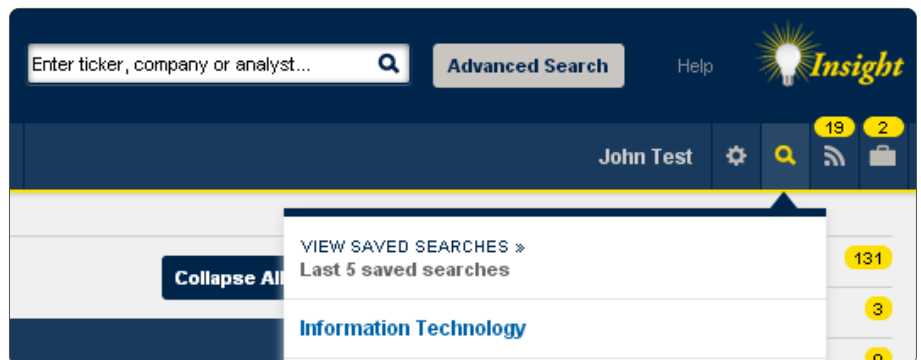 Enter ticker, company or analyst...
Advanced Search
Help
Insight
19
2
John Test
VIEW SAVED SEARCHES »
Last 5 saved searches
131
Collapse All
3
Information Technology